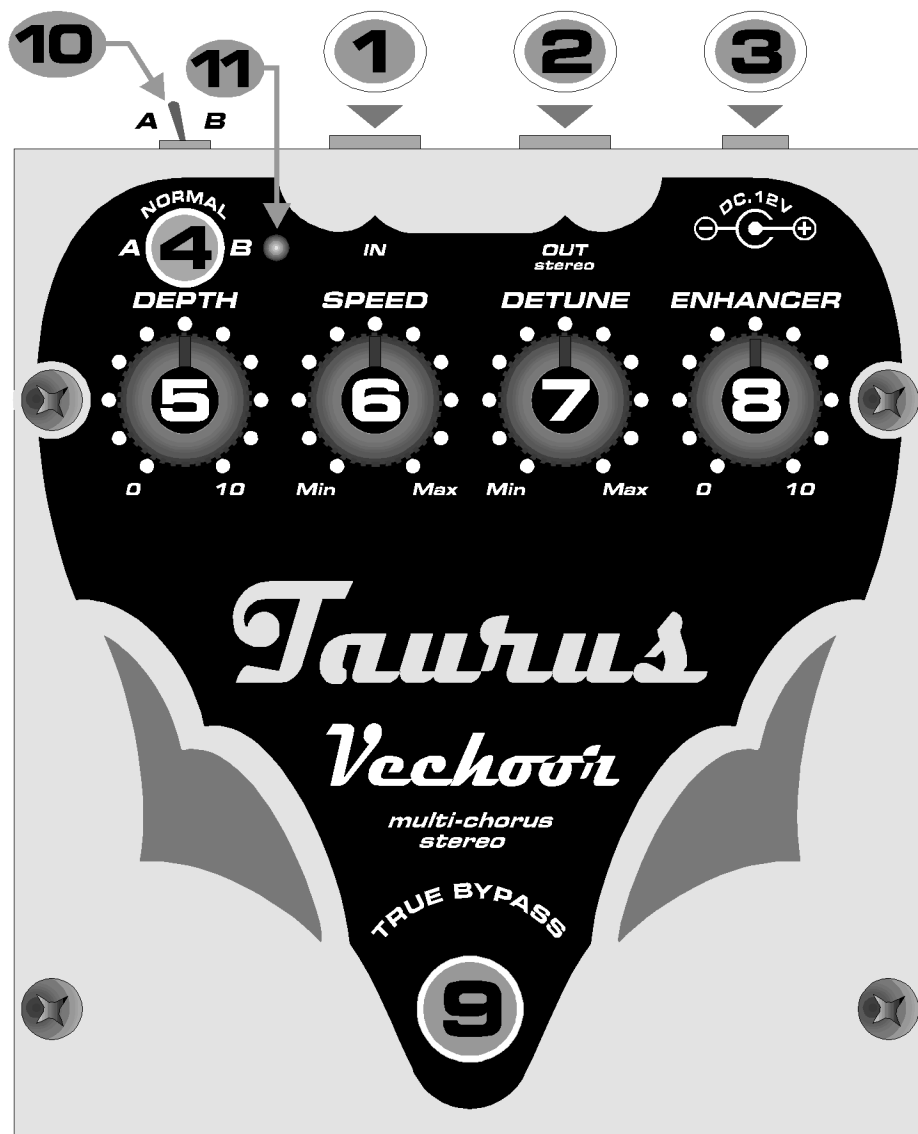 10 11 1 2 3
A B
NORMAL
A 4 B
IN
OUT
stereo
DC.12V
DEPTH SPEED DETUNE ENHANCER
5 6 7 8
0 10 Min Max Min Max 0 10
Taurus
Vechoor
multi-chorus
stereo
TRUE BYPASS
9